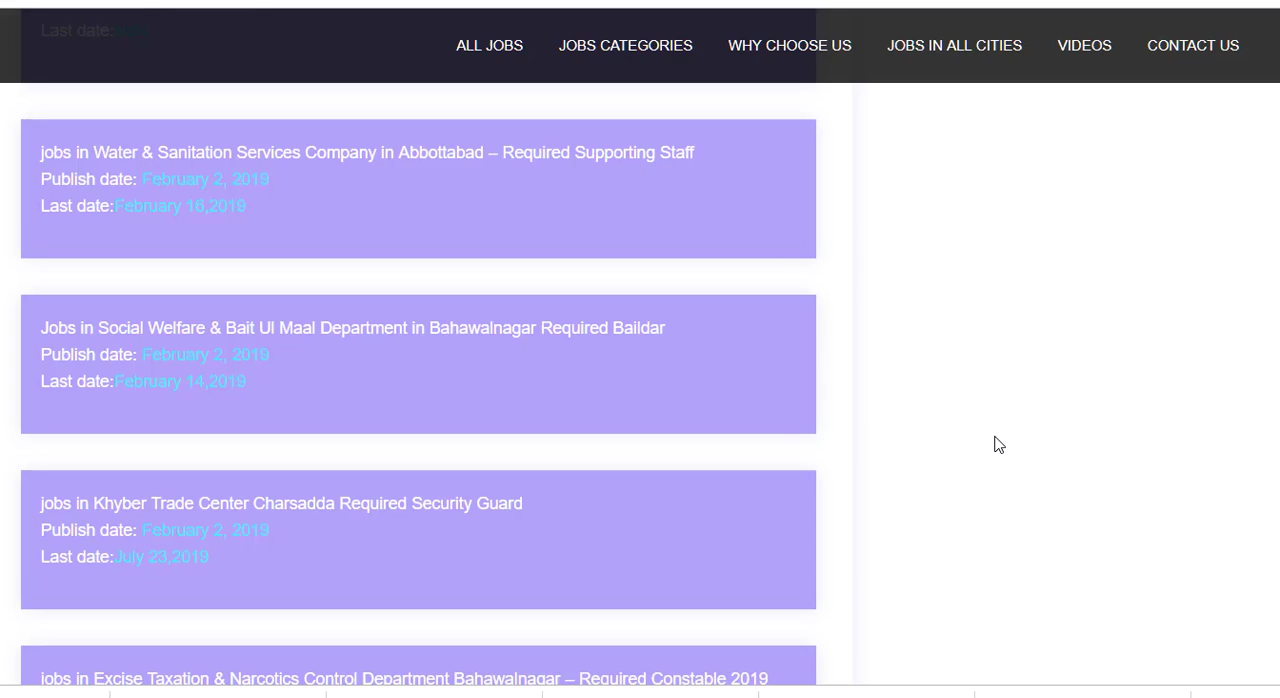 Last date:
ALL JOBS JOBS CATEGORIES WHY CHOOSE US JOBS IN ALL CITIES VIDEOS CONTACT US
jobs in Water & Sanitation Services Company in Abbottabad – Required Supporting Staff
Publish date: February 2, 2019
Last date:February 16,2019
Jobs in Social Welfare & Bait Ul Maal Department in Bahawalnagar Required Baildar
Publish date: February 2, 2019
Last date:February 14,2019
jobs in Khyber Trade Center Charsadda Required Security Guard
Publish date: February 2, 2019
Last date:July 23,2019
jobs in Excise Taxation & Narcotics Control Department Bahawalnagar – Required Constable 2019